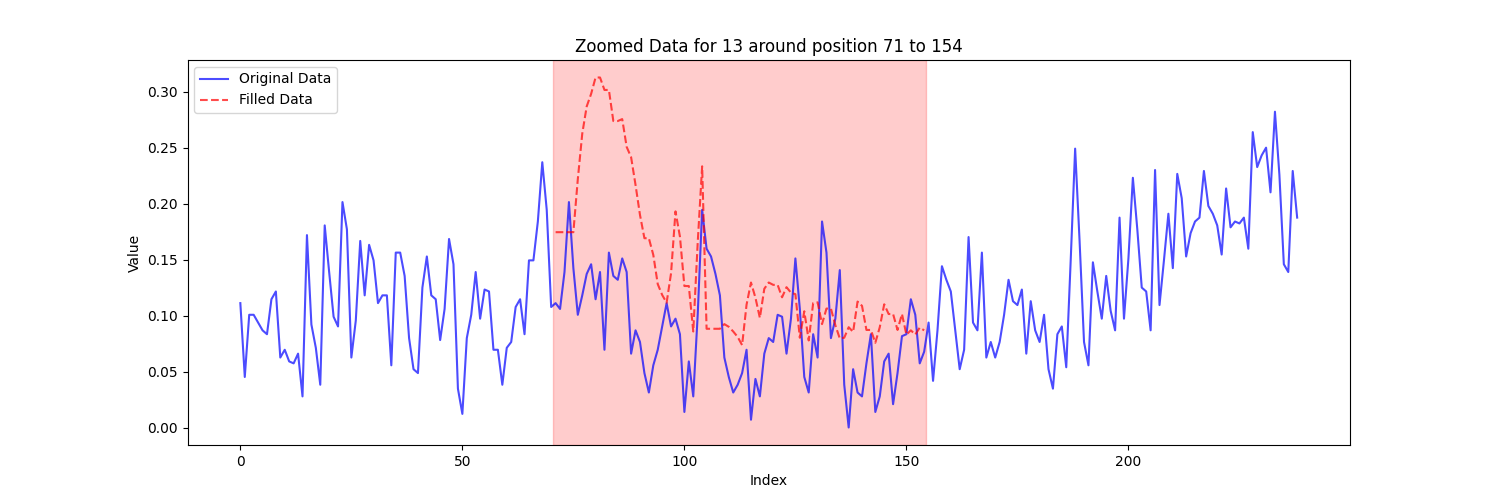 Zoomed Data for 13 around position 71 to 154
Original Data
Filled Data
0.30
0.25
0.20
0.15
0.10
0.05
0.00
Value
0 50 100 150 200
Index